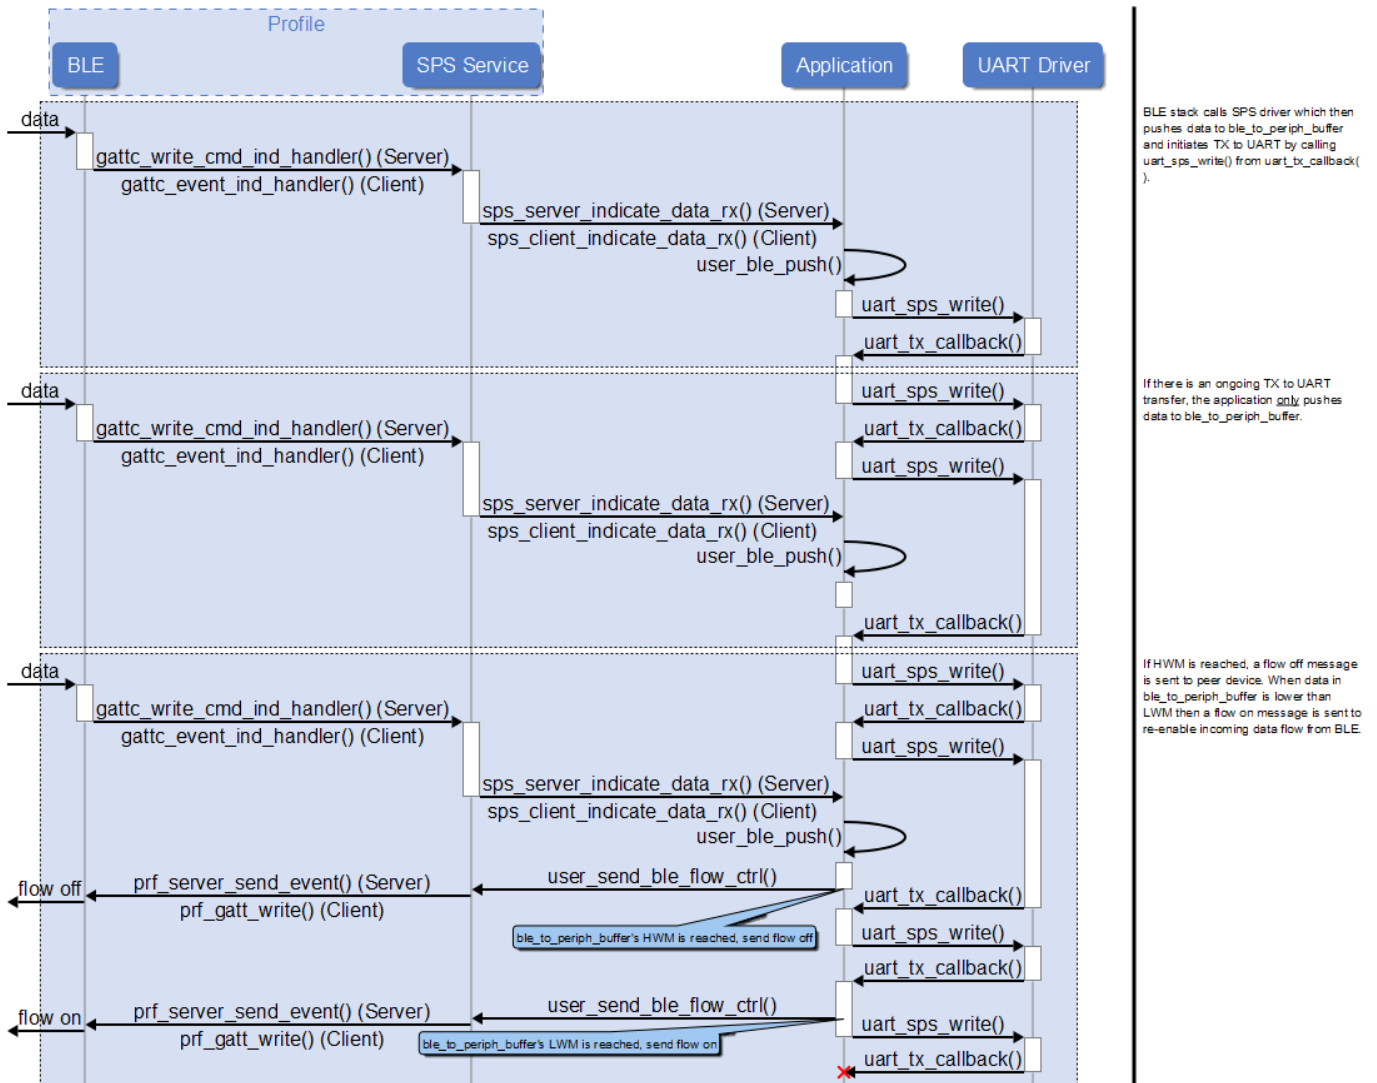 Profile
BLE
SPS Service
Application
UART Driver
data
gattc_write_cmd_ind_handler() (Server)
gattc_event_ind_handler() (Client)
sps_server_indicate_data_rx() (Server)
sps_client_indicate_data_rx() (Client)
user_ble_push()
uart_sps_write()
uart_tx_callback()
BLE stack calls SPS driver which then
pushes data to ble_to_periph_buffer
and initiates TX to UART by calling
uart_sps_write() from uart_tx_callback(
).
data
uart_sps_write()
gattc_write_cmd_ind_handler() (Server)
uart_tx_callback()
gattc_event_ind_handler() (Client)
uart_sps_write()
sps_server_indicate_data_rx() (Server)
sps_client_indicate_data_rx() (Client)
user_ble_push()
uart_tx_callback()
If there is an ongoing TX to UART
transfer, the application only pushes
data to ble_to_periph_buffer.
data
uart_sps_write()
gattc_write_cmd_ind_handler() (Server)
uart_tx_callback()
gattc_event_ind_handler() (Client)
uart_sps_write()
sps_server_indicate_data_rx() (Server)
sps_client_indicate_data_rx() (Client)
user_ble_push()
user_send_ble_flow_ctrl()
prf_server_send_event() (Server)
flow off
prf_gatt_write() (Client)
uart_tx_callback()
ble_to_periph_buffer's HWM is reached, send flow off
uart_sps_write()
uart_tx_callback()
user_send_ble_flow_ctrl()
prf_server_send_event() (Server)
flow on
prf_gatt_write() (Client)
ble_to_periph_buffer's LWM is reached, send flow on
uart_sps_write()
uart_tx_callback()
If HWM is reached, a flow off message
is sent to peer device. When data in
ble_to_periph_buffer is lower than
LWM then a flow on message is sent to
re-enable incoming data flow from BLE.